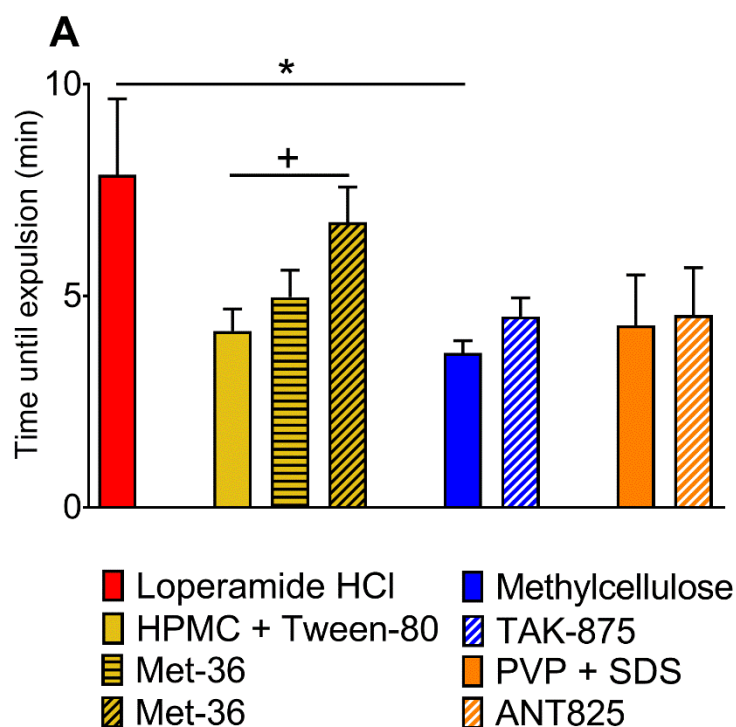 A
Time until expulsion (min)
10
*
+
5
0
Loperamide HCl
HPMC + Tween-80
Met-36
Met-36
Methylcellulose
TAK-875
PVP + SDS
ANT825